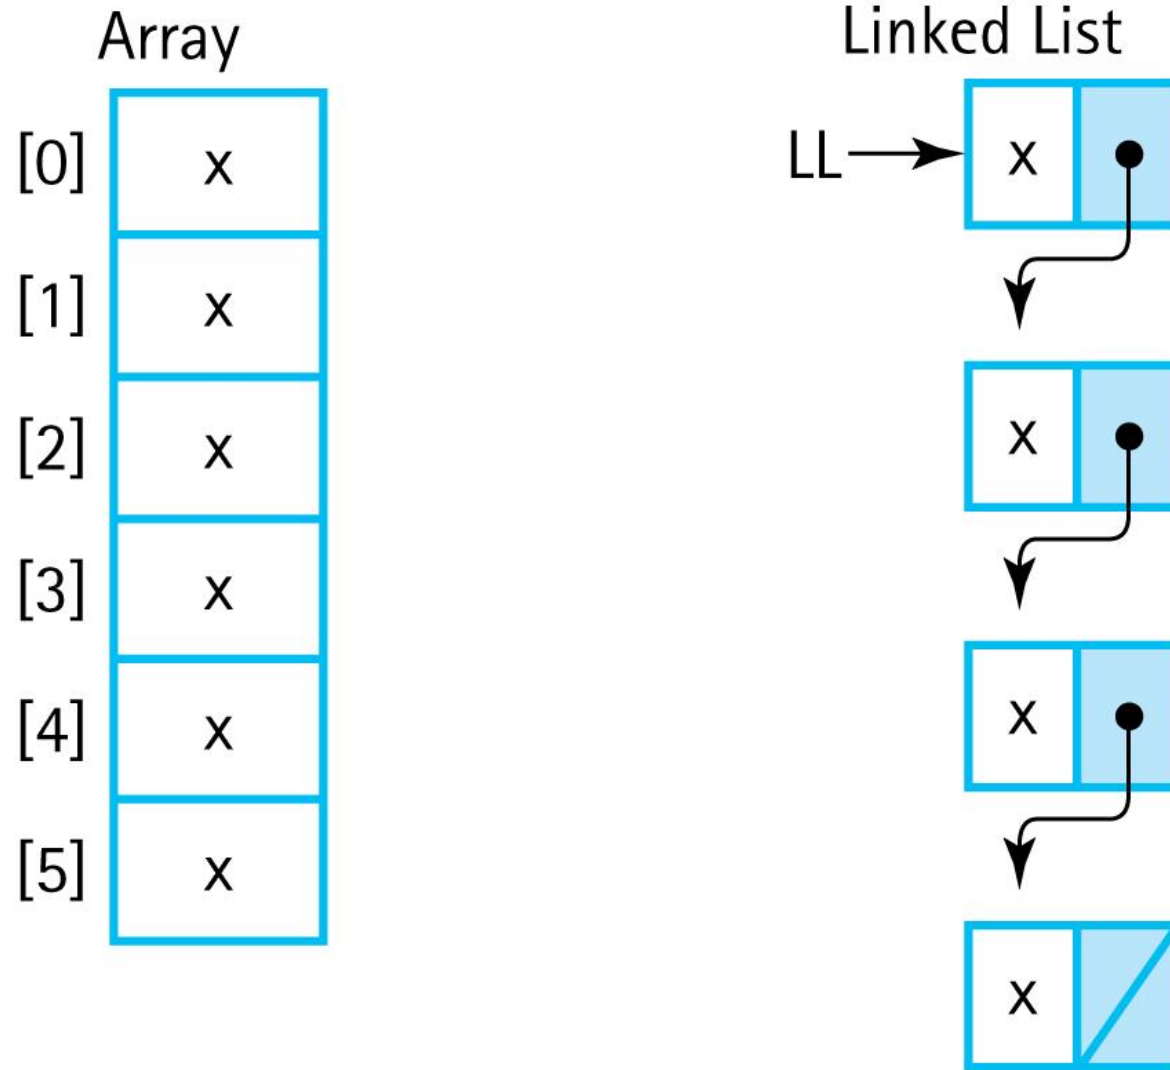 Array
[0] x
[1] x
[2] x
[3] x
[4] x
[5] x
Linked List
LL x
x
x
x